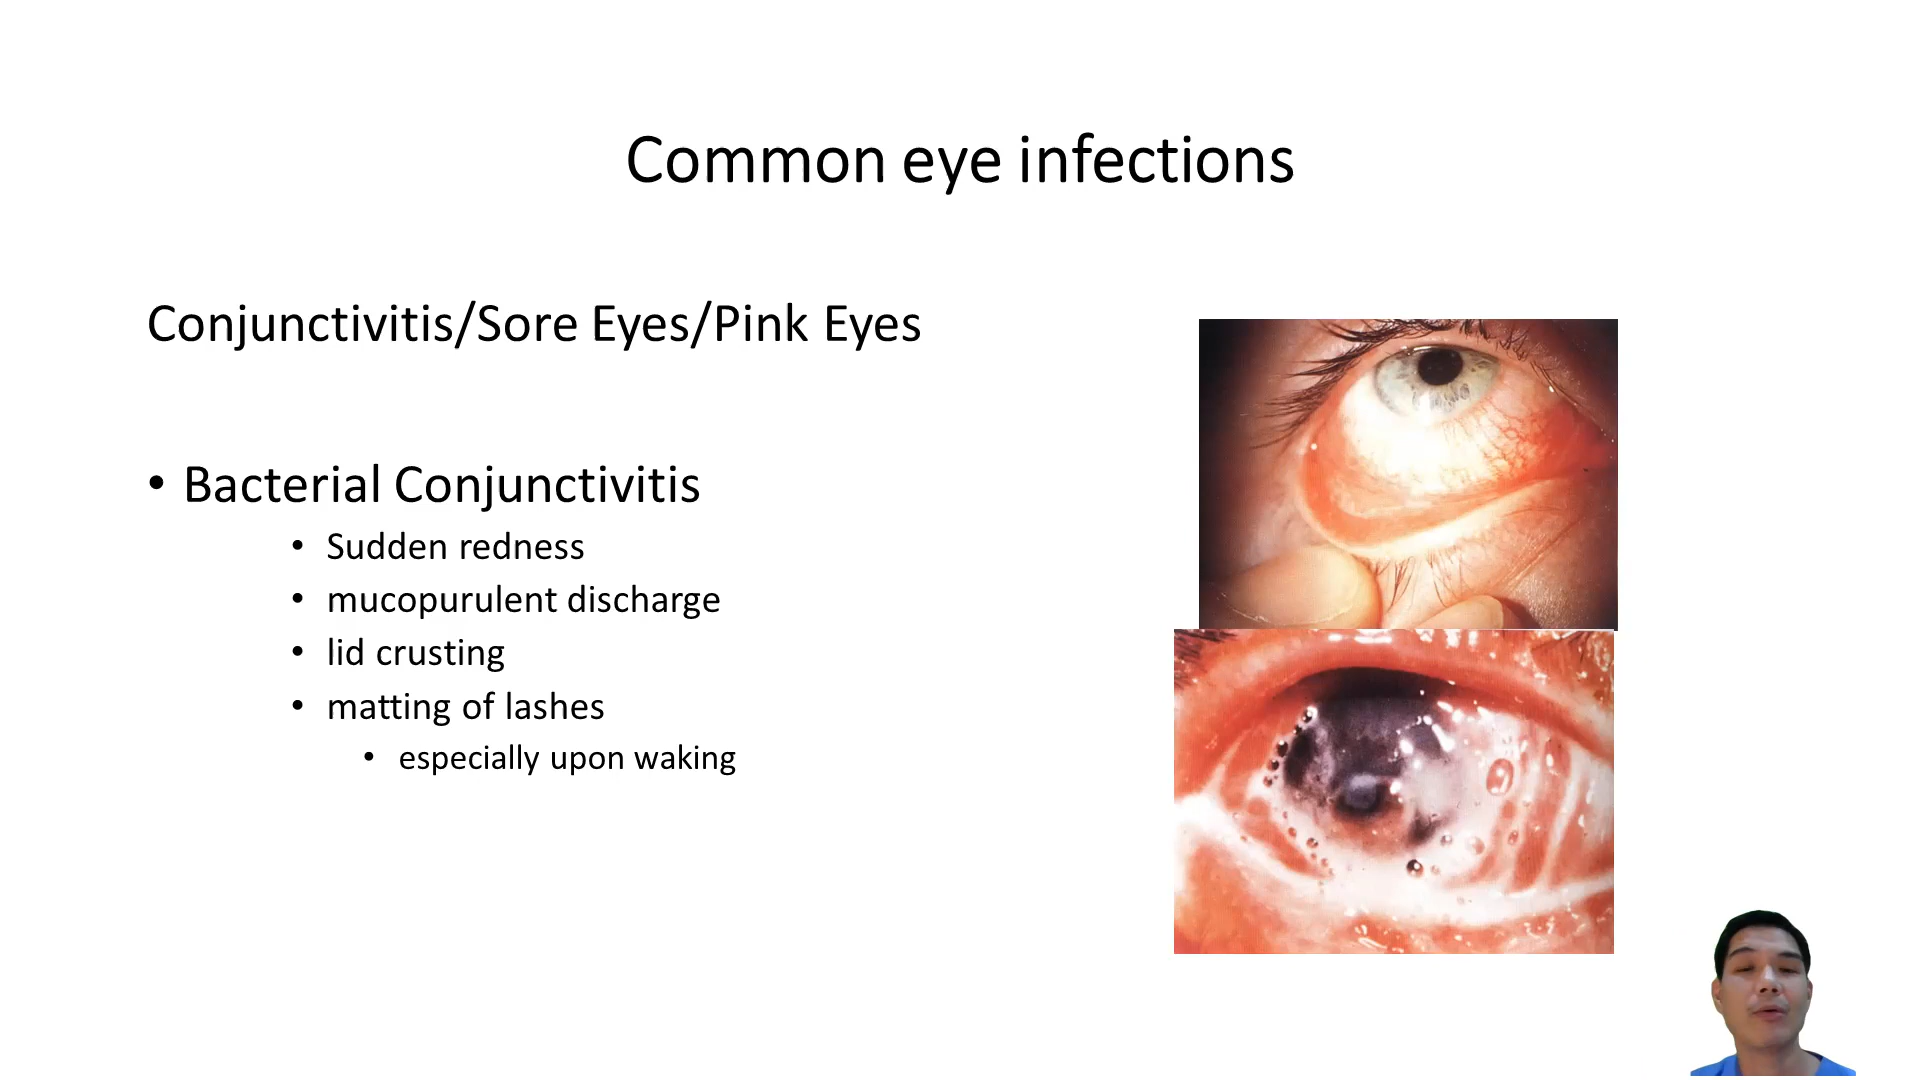 Common eye infections
Conjunctivitis/Sore Eyes/Pink Eyes
• Bacterial Conjunctivitis
• Sudden redness
• mucopurulent discharge
• lid crusting
• matting of lashes
• especially upon waking